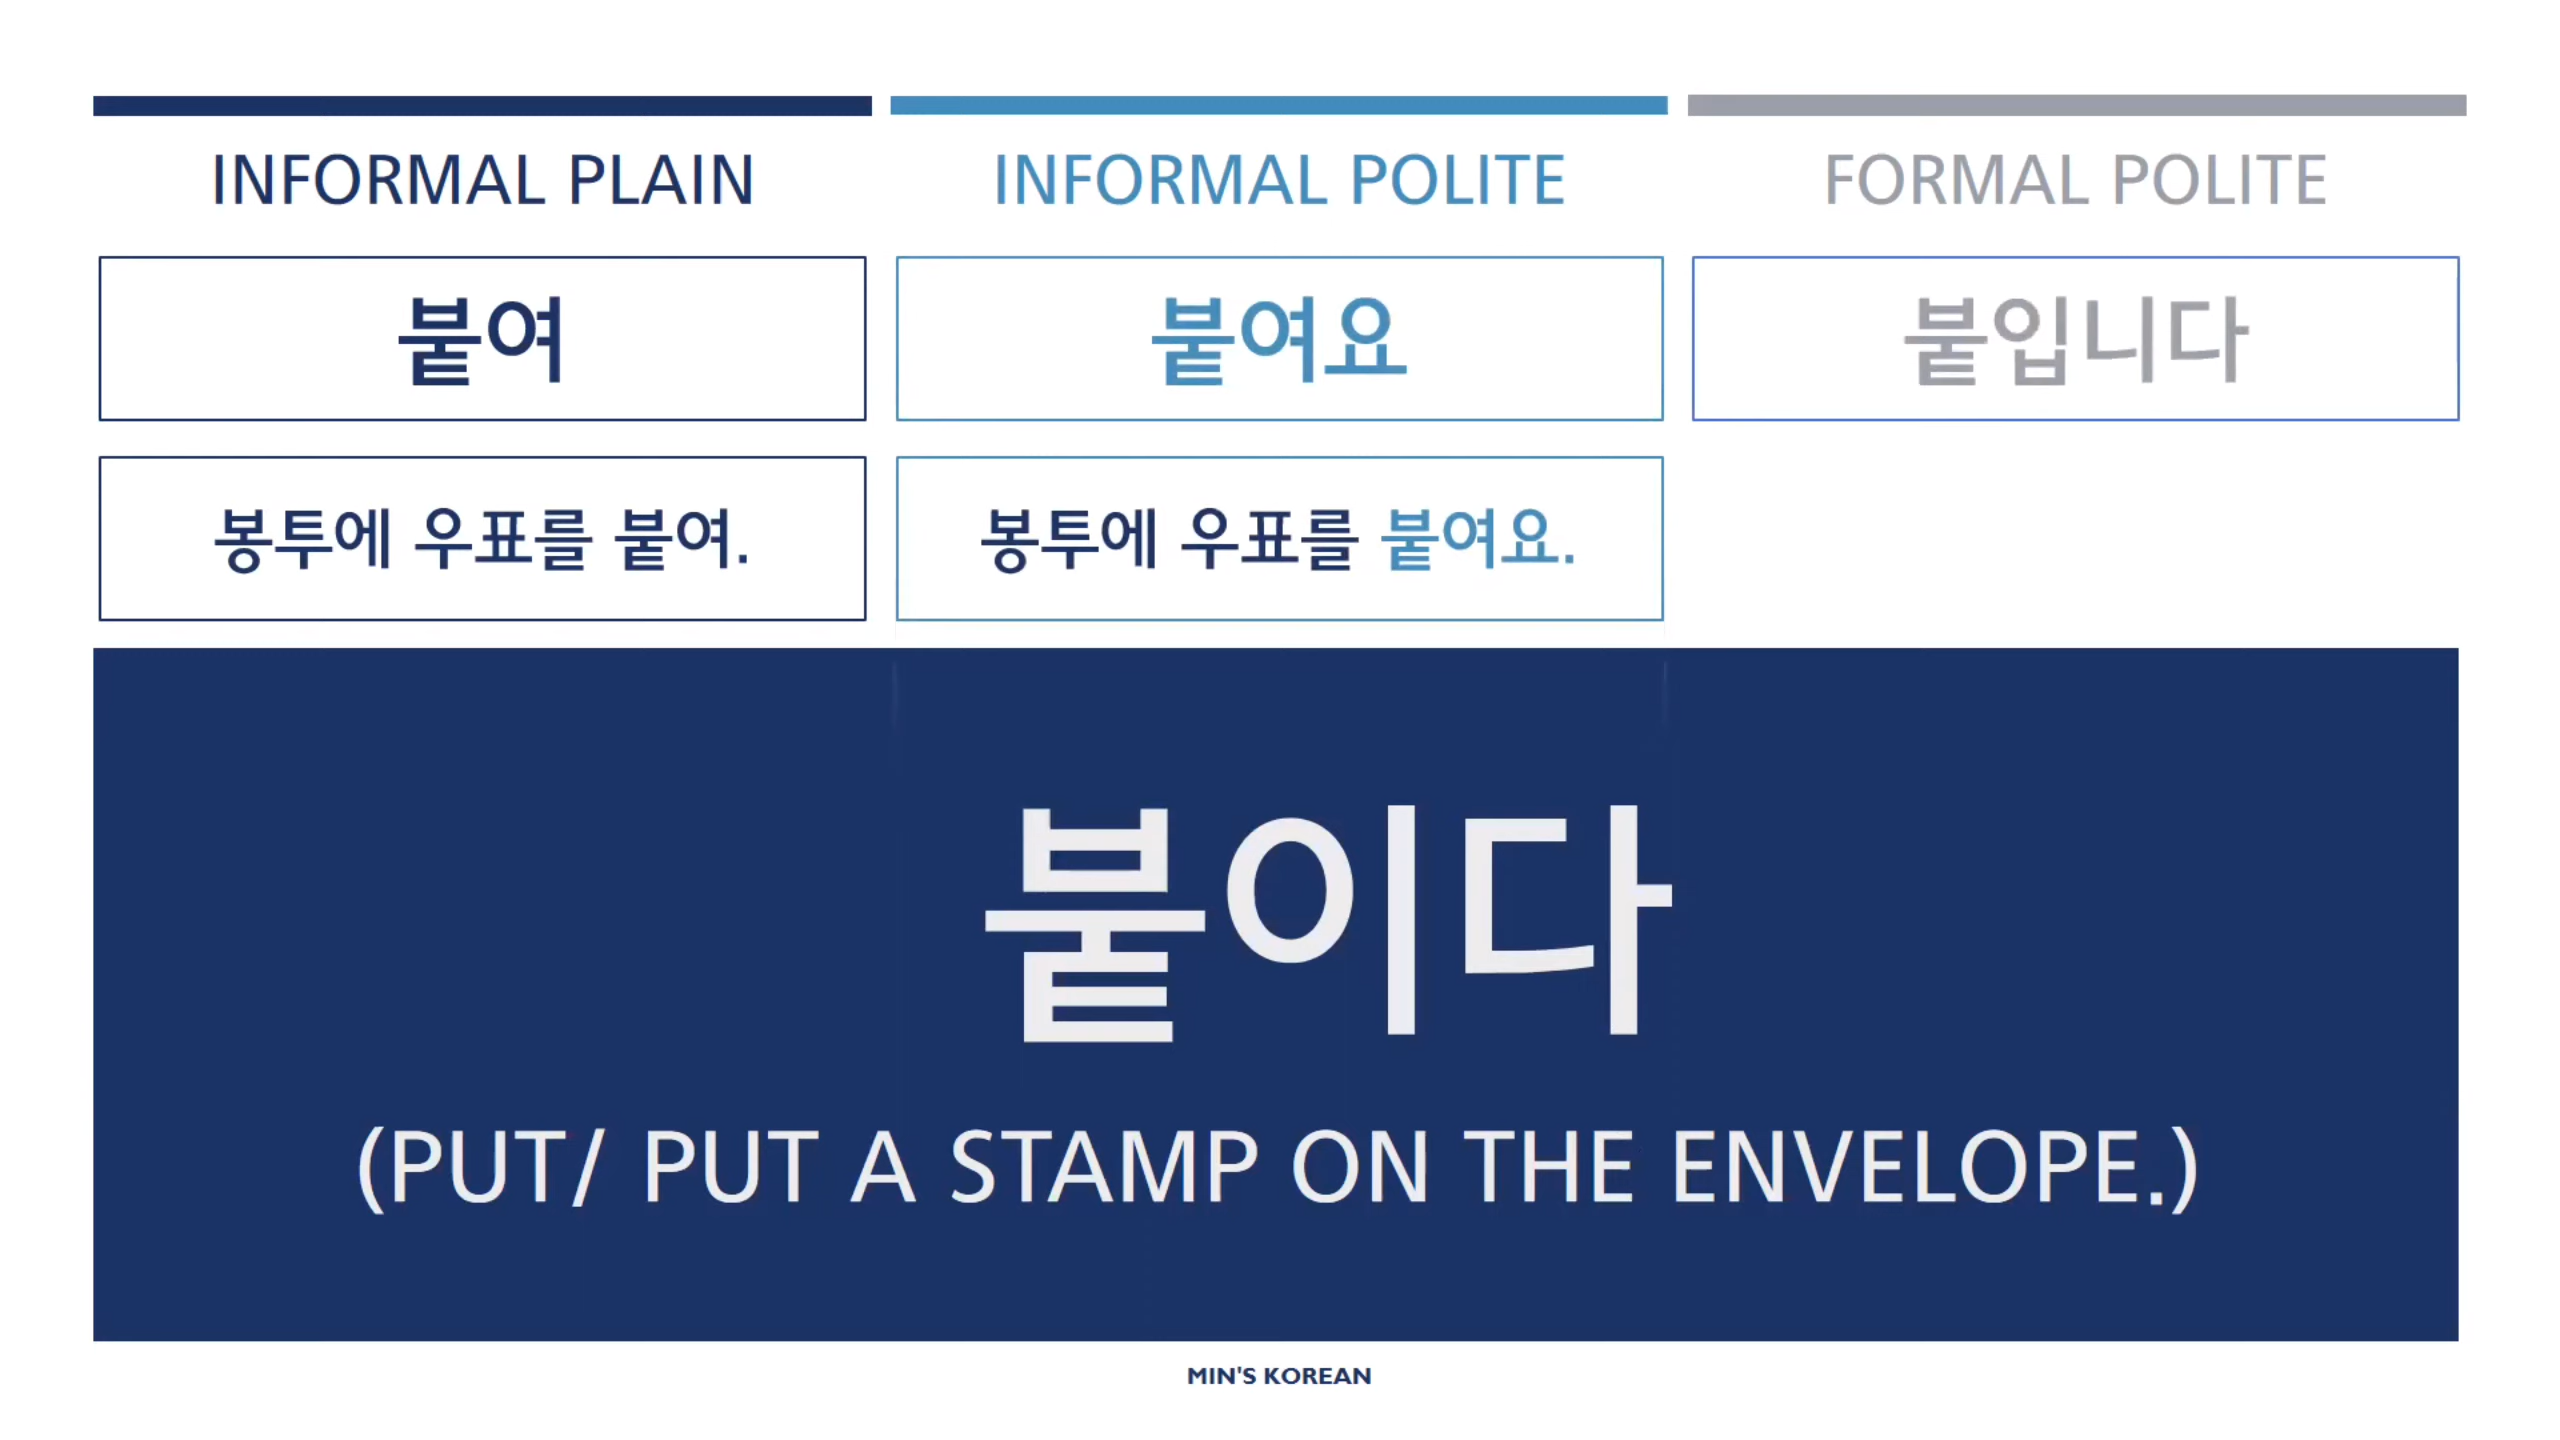 INFORMAL PLAIN
INFORMAL POLITE
FORMAL POLITE
붙여
붙여요
붙입니다
봉투에 우표를 붙여.
봉투에 우표를 붙여요.
붙이다
(PUT/ PUT A STAMP ON THE ENVELOPE.)
MIN'S KOREAN